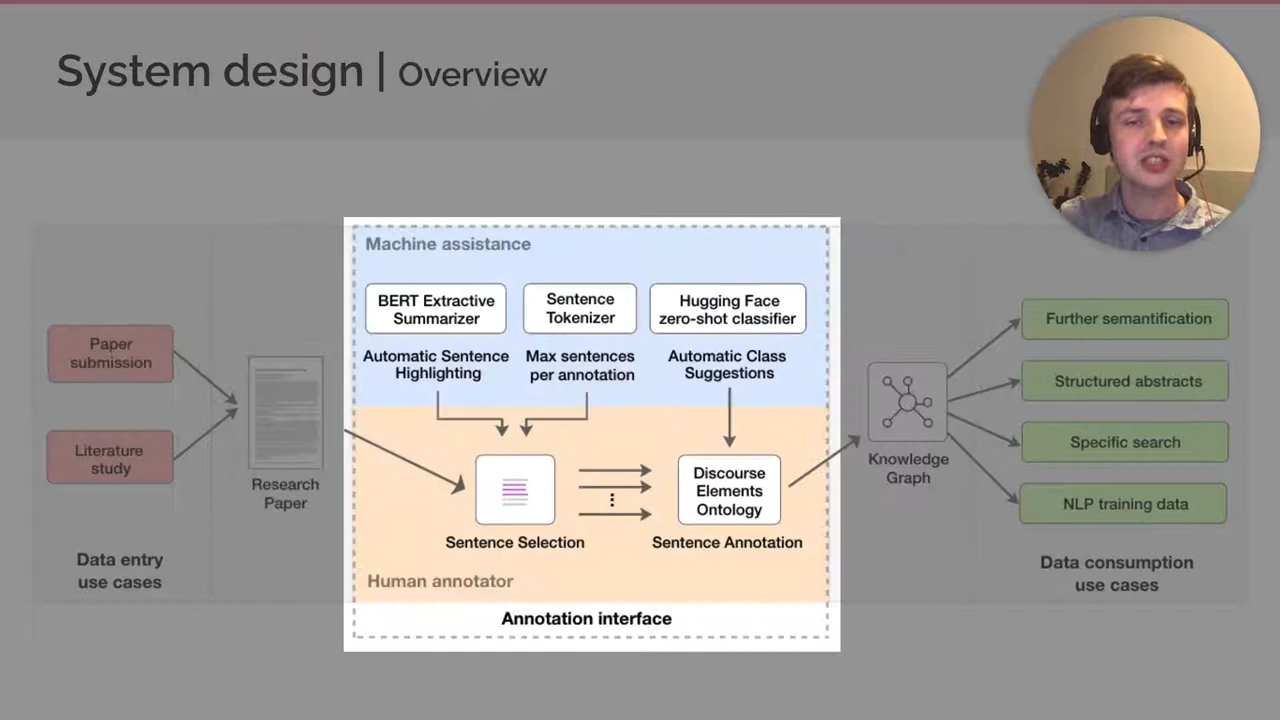 System design | Overview
Machine assistance
BERT Extractive
Summarizer
Sentence
Tokenizer
Hugging Face
zero-shot classifier
Automatic Sentence
Highlighting
Max sentences
per annotation
Automatic Class
Suggestions
Paper
submission
Literature
study
Research
Paper
Data entry
use cases
Sentence Selection
Discourse
Elements
Ontology
Sentence Annotation
Human annotator
Annotation interface
Knowledge
Graph
Further semantification
Structured abstracts
Specific search
NLP training data
Data consumption
use cases